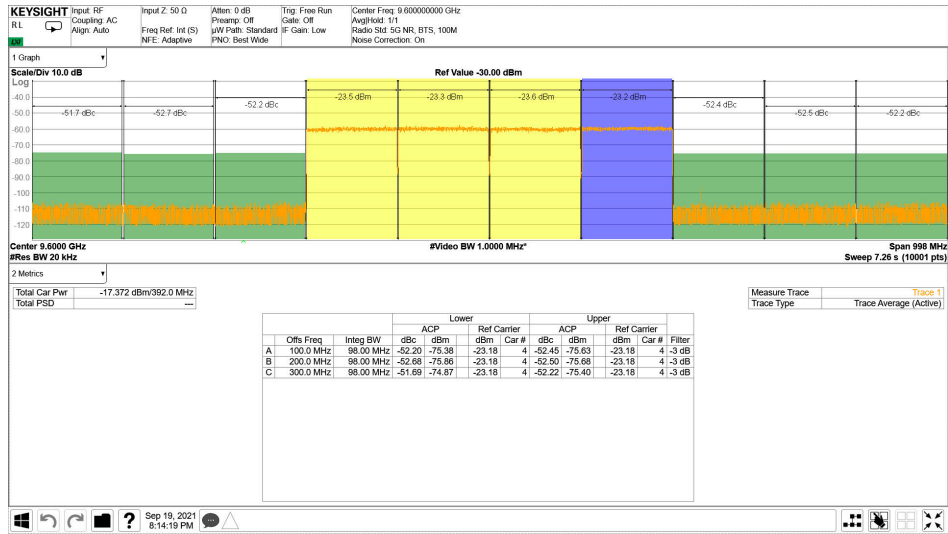 KEYSIGHT Input: RF Input Z: 50 Ω Atten: 0 dB Trig: Free Run Center Freq: 9.600000000 GHz
RL Coupling: AC Preamp: Off Gate: Off Avg|Hold: 1/1
Align: Auto Freq Ref: Int (S) µW Path: Standard IF Gain: Low Radio Std: 5G NR, BTS, 100M
NFE: Adaptive PNO: Best Wide Noise Correction: On
LXI
1 Graph
Scale/Div 10.0 dB Ref Value -30.00 dBm
Log
-40.0
-50.0
-60.0
-70.0
-80.0
-90.0
-100
-110
-120
-51.7 dBc -52.7 dBc -52.2 dBc -23.5 dBm -23.3 dBm -23.6 dBm -23.2 dBm -52.4 dBc -52.5 dBc -52.2 dBc
Center 9.6000 GHz #Video BW 1.0000 MHz* Span 998 MHz
#Res BW 20 kHz Sweep 7.26 s (10001 pts)
2 Metrics
Total Car Pwr -17.372 dBm/392.0 MHz Measure Trace Trace 1
Total PSD --- Trace Type Trace Average (Active)
Lower Upper
ACP Ref Carrier ACP Ref Carrier
Offs Freq Integ BW dBc dBm dBm Car # dBc dBm dBm Car # Filter
A 100.0 MHz 98.00 MHz -52.20 -75.38 -23.18 4 -52.45 -75.63 -23.18 4 -3 dB
B 200.0 MHz 98.00 MHz -52.68 -75.86 -23.18 4 -52.50 -75.68 -23.18 4 -3 dB
C 300.0 MHz 98.00 MHz -51.69 -74.87 -23.18 4 -52.22 -75.40 -23.18 4 -3 dB
? Sep 19, 2021
8:14:19 PM